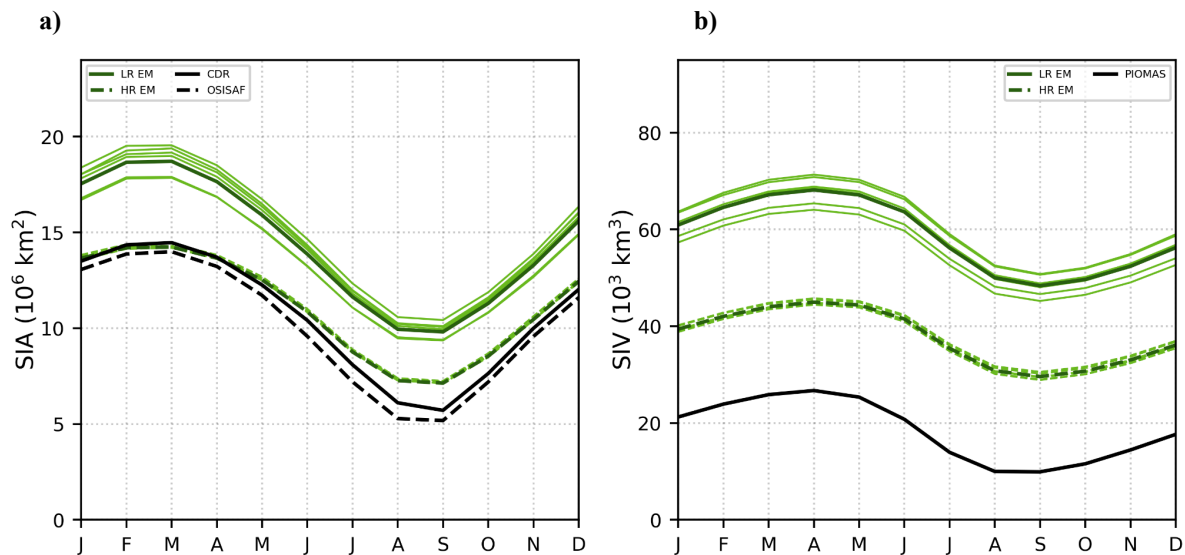 a)
LR EM
HR EM
CDR
OSISAF
SIA (10⁶ km²)
20
15
10
5
0
J F M A M J J A S O N D
b)
LR EM
HR EM
PIOMAS
SIV (10³ km³)
80
60
40
20
0
J F M A M J J A S O N D